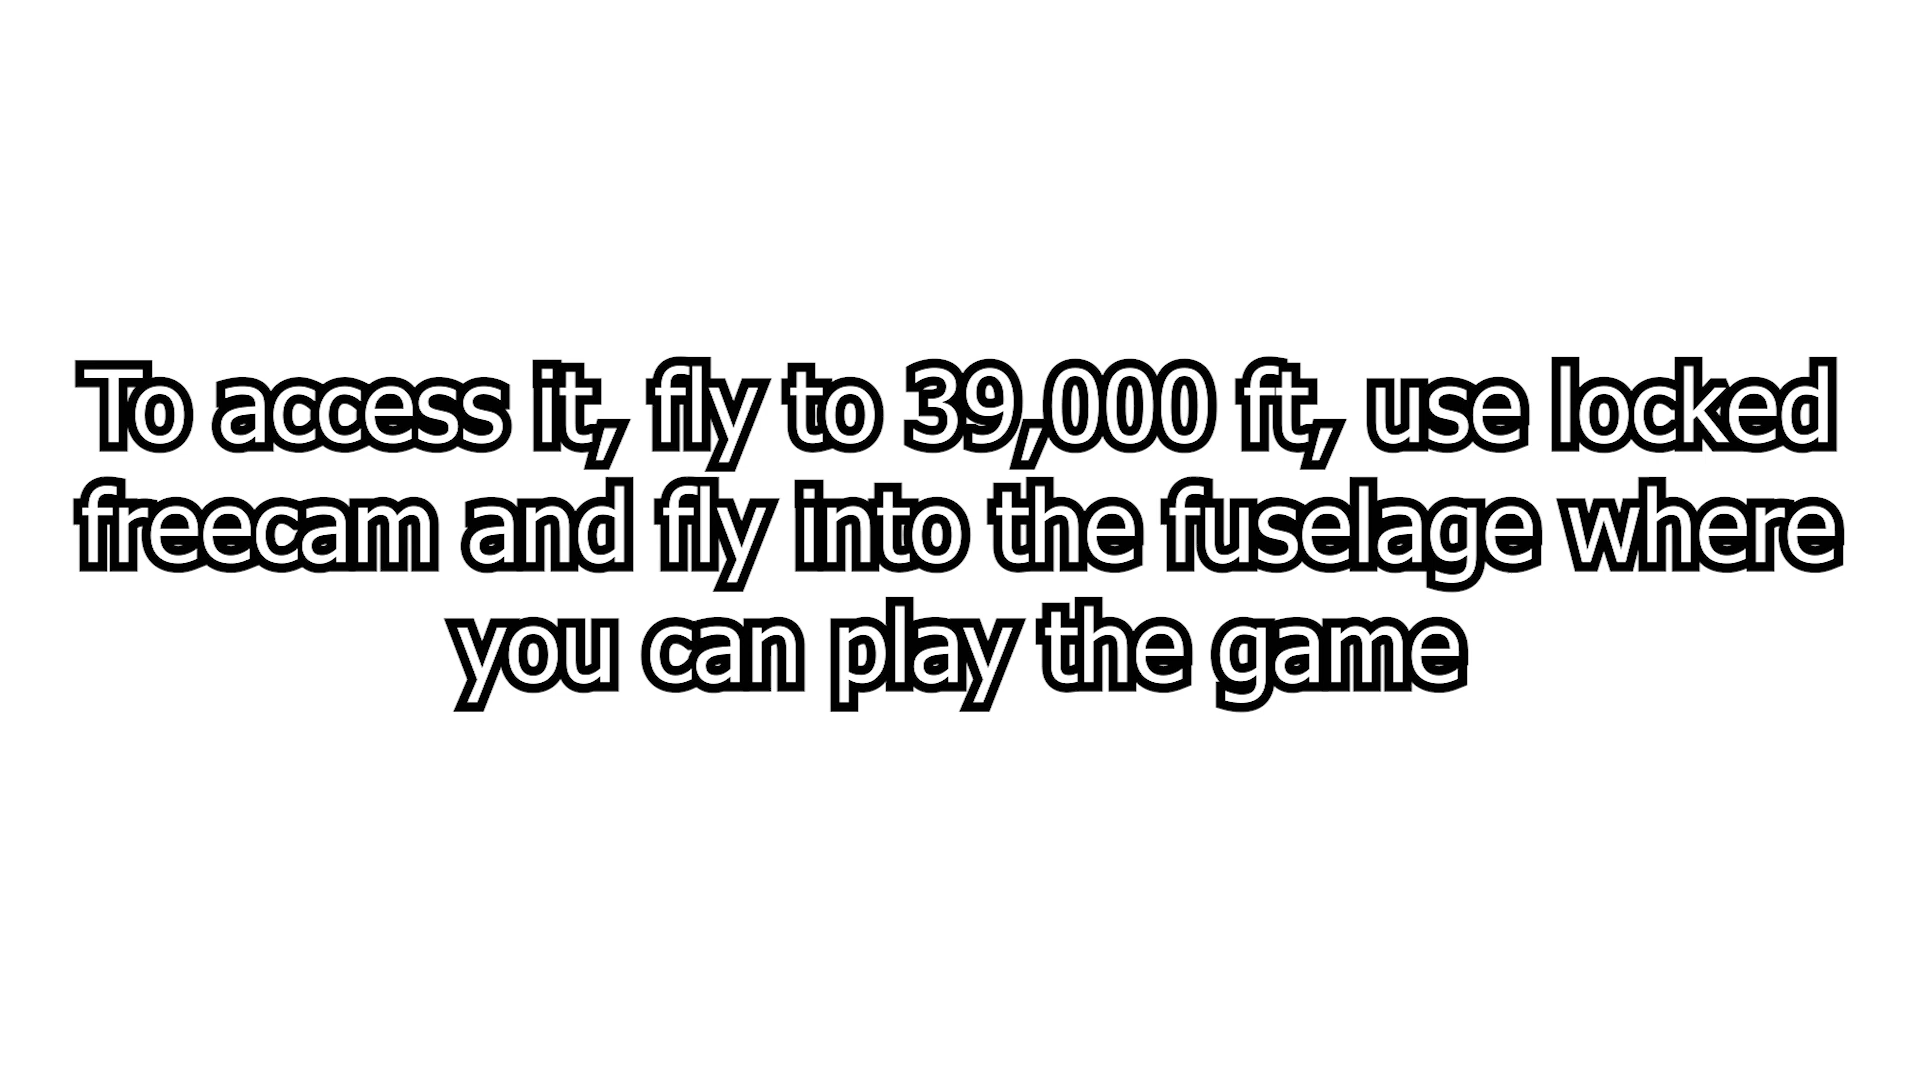 To access it, fly to 39,000 ft, use locked
freecam and fly into the fuselage where
you can play the game